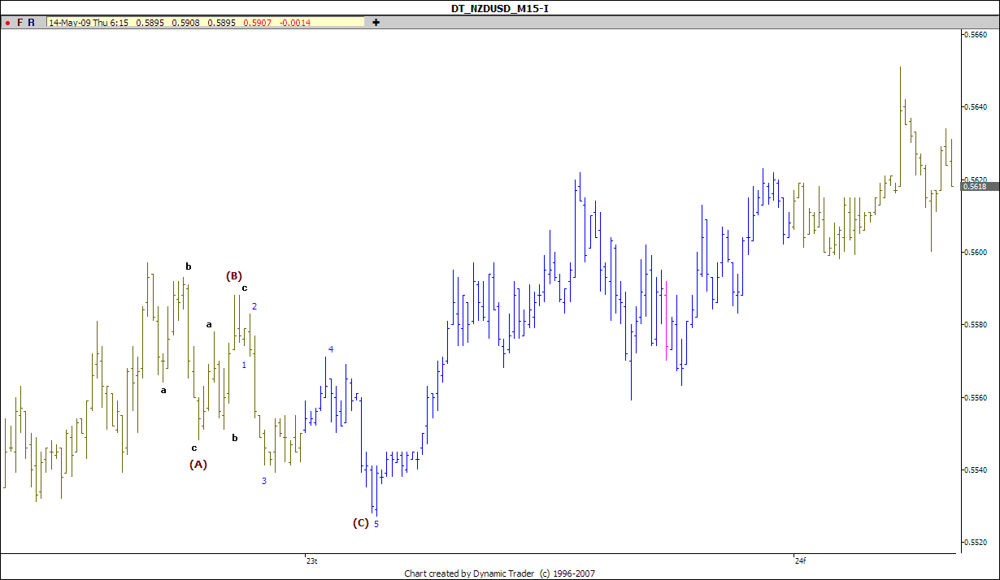 DT_NZDUSD_M15-I
F R 14-May-09 Thu 6:15 0.5895 0.5908 0.5895 0.5907 -0.0014 +
0.5660
0.5640
0.5620
0.5618
0.5600
0.5580
0.5560
0.5540
0.5520
b
(B)
c
2
a
4
1
a
b
c
(A)
3
(C) 5
23t 24f
Chart created by Dynamic Trader (c) 1996-2007